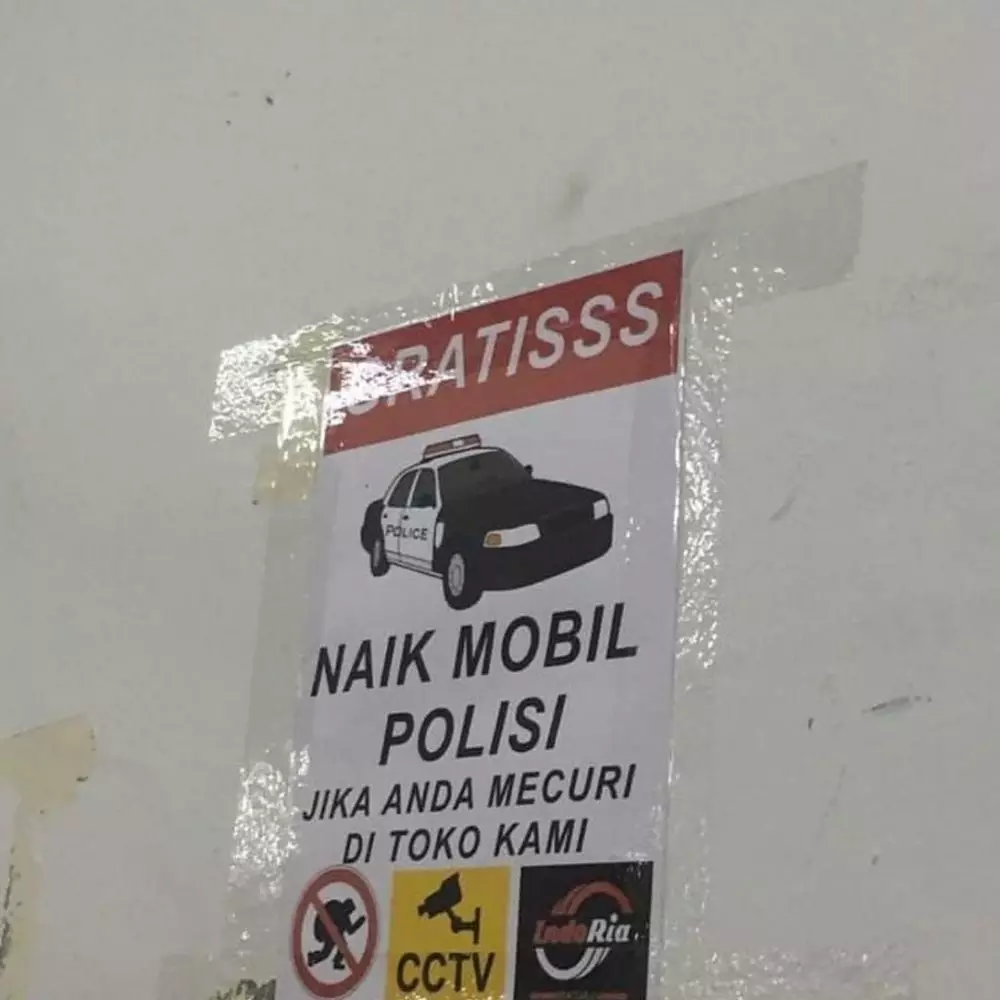 GRATISSS
POLICE
NAIK MOBIL
POLISI
JIKA ANDA MECURI
DI TOKO KAMI
CCTV
IndoRia